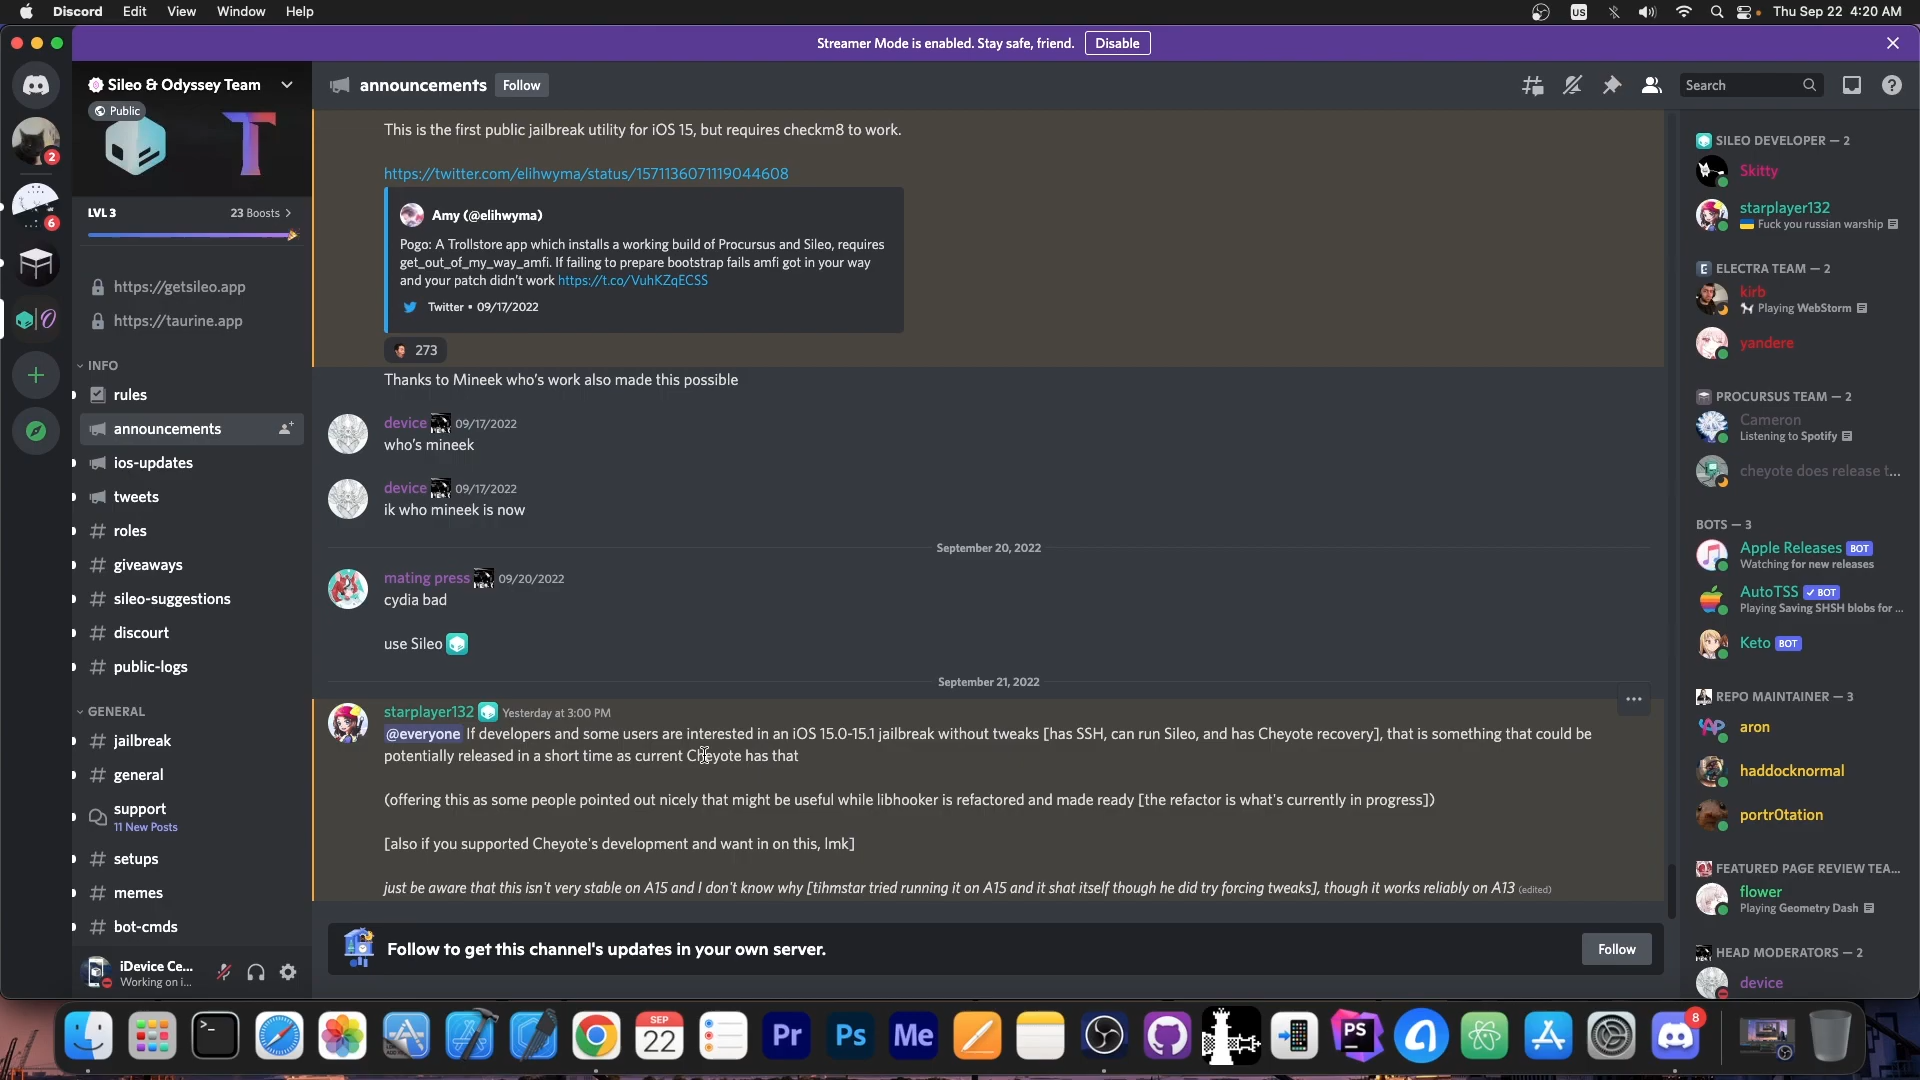 Discord Edit View Window Help
US Thu Sep 22 4:20 AM
Streamer Mode is enabled. Stay safe, friend. Disable
Sileo & Odyssey Team
Public
LVL 3 23 Boosts
https://getsileo.app
https://taurine.app
INFO
rules
announcements
ios-updates
tweets
roles
giveaways
sileo-suggestions
discourt
public-logs
GENERAL
jailbreak
general
support
11 New Posts
setups
memes
bot-cmds
iDevice Ce...
Working on i...
2
6
announcements Follow
Search
This is the first public jailbreak utility for iOS 15, but requires checkm8 to work.
https://twitter.com/elihwyma/status/1571136071119044608
Amy (@elihwyma)
Pogo: A Trollstore app which installs a working build of Procursus and Sileo, requires
get_out_of_my_way_amfi. If failing to prepare bootstrap fails amfi got in your way
and your patch didn't work https://t.co/VuhKZqECSS
Twitter • 09/17/2022
273
Thanks to Mineek who's work also made this possible
device 09/17/2022
who's mineek
device 09/17/2022
ik who mineek is now
September 20, 2022
mating press 09/20/2022
cydia bad
use Sileo
September 21, 2022
starplayer132 Yesterday at 3:00 PM
@everyone If developers and some users are interested in an iOS 15.0-15.1 jailbreak without tweaks [has SSH, can run Sileo, and has Cheyote recovery], that is something that could be
potentially released in a short time as current Cheyote has that
(offering this as some people pointed out nicely that might be useful while libhooker is refactored and made ready [the refactor is what's currently in progress])
[also if you supported Cheyote's development and want in on this, lmk]
just be aware that this isn't very stable on A15 and I don't know why [tihmstar tried running it on A15 and it shat itself though he did try forcing tweaks], though it works reliably on A13 (edited)
Follow to get this channel's updates in your own server. Follow
SILEO DEVELOPER — 2
Skitty
starplayer132
Fuck you russian warship
ELECTRA TEAM — 2
kirb
Playing WebStorm
yandere
PROCURSUS TEAM — 2
Cameron
Listening to Spotify
cheyote does release t...
BOTS — 3
Apple Releases BOT
Watching for new releases
AutoTSS ✓ BOT
Playing Saving SHSH blobs for ...
Keto BOT
REPO MAINTAINER — 3
aron
haddocknormal
portr0tation
FEATURED PAGE REVIEW TEA...
flower
Playing Geometry Dash
HEAD MODERATORS — 2
device
SEP
22
Pr
Ps
Me
PS
8